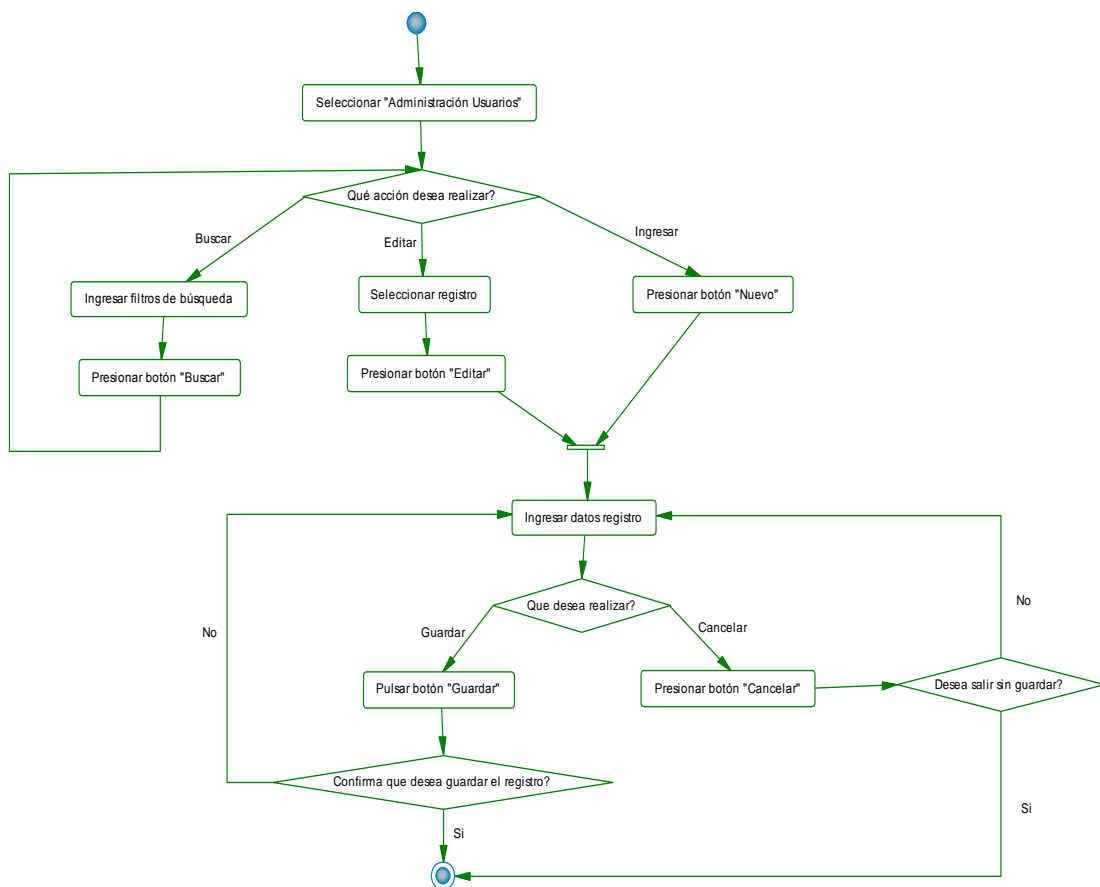 Seleccionar "Administración Usuarios"
Qué acción desea realizar?
Buscar
Editar
Ingresar
Ingresar filtros de búsqueda
Seleccionar registro
Presionar botón "Nuevo"
Presionar botón "Buscar"
Presionar botón "Editar"
Ingresar datos registro
Que desea realizar?
No
Guardar
Cancelar
No
Pulsar botón "Guardar"
Presionar botón "Cancelar"
Desea salir sin guardar?
Confirma que desea guardar el registro?
Si
Si